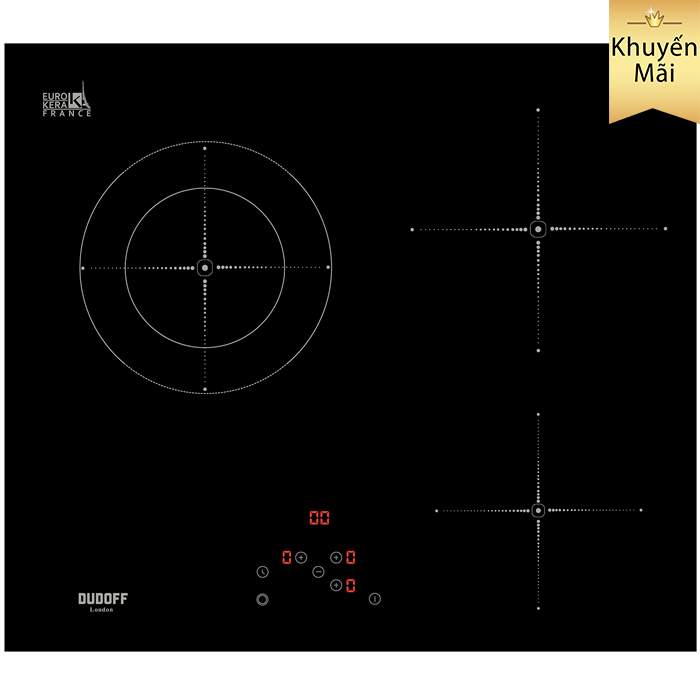 Khuyến
Mãi
EURO
KERA
FRANCE
00
0 0
0
DUDOFF
London